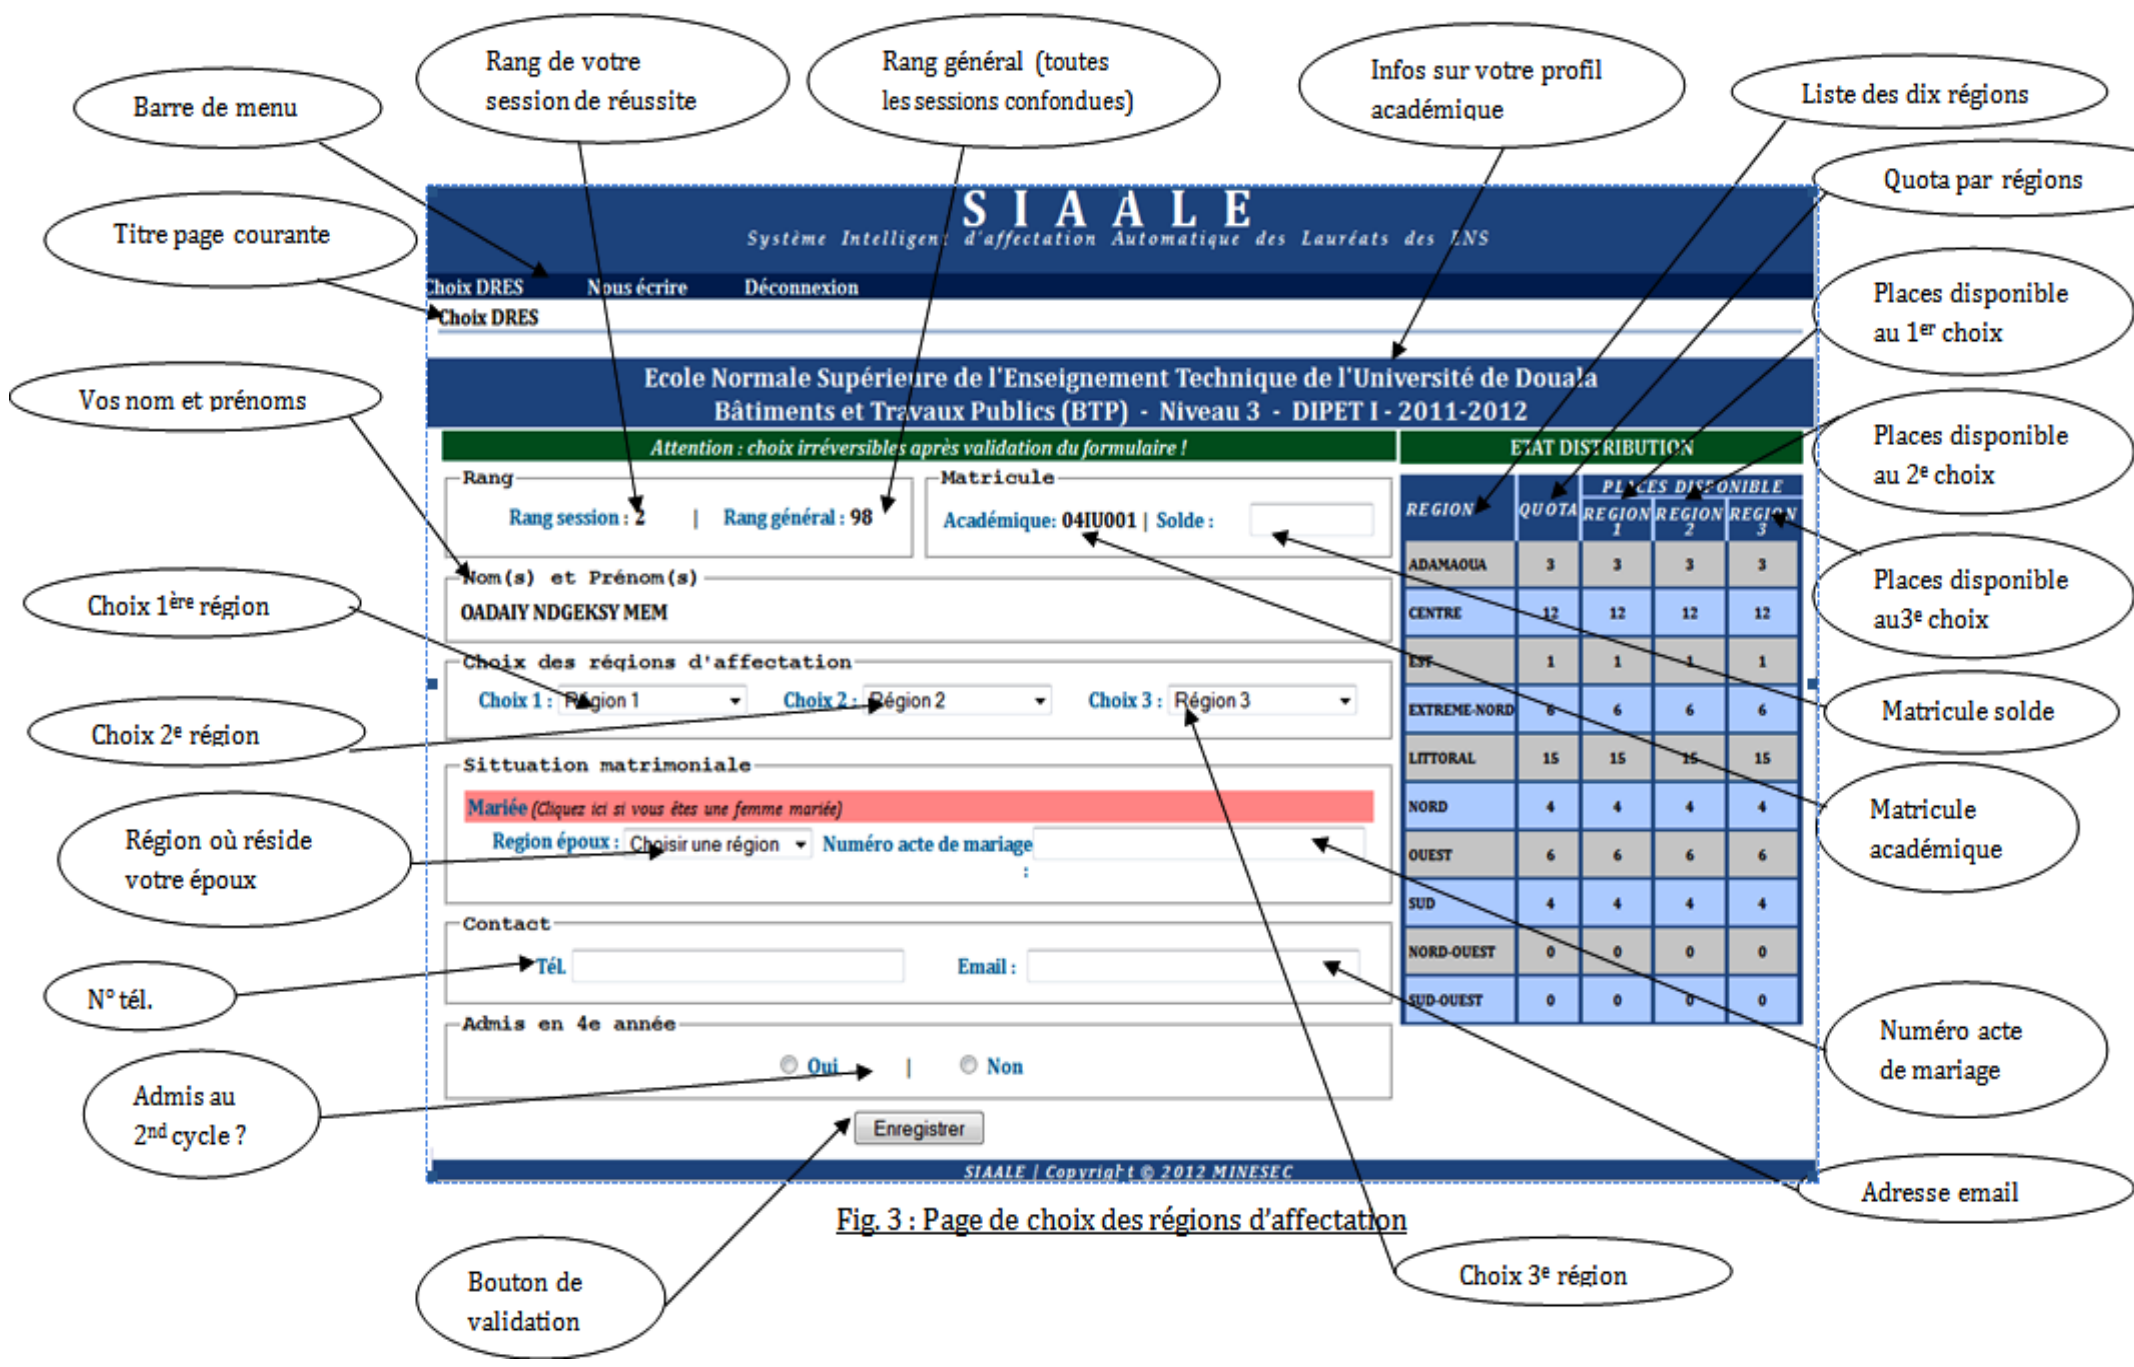 Rang de votre
session de réussite
Rang général (toutes
les sessions confondues)
Infos sur votre profil
académique
Liste des dix régions
Barre de menu
Quota par régions
Titre page courante
S I A A L E
Système Intelligent d'affectation Automatique des Lauréats des ENS
Choix DRES Nous écrire Déconnexion
Choix DRES
Places disponible
au 1er choix
Vos nom et prénoms
Ecole Normale Supérieure de l'Enseignement Technique de l'Université de Douala
Bâtiments et Travaux Publics (BTP) - Niveau 3 - DIPET I - 2011-2012
Places disponible
au 2e choix
Attention : choix irréversibles après validation du formulaire !
ETAT DISTRIBUTION
Rang
Rang session : 2 | Rang général : 98
Matricule
Académique: 04IU001 | Solde :
REGION QUOTA PLACES DISPONIBLE
REGION 1 REGION 2 REGION 3
ADAMAOUA 3 3 3 3
CENTRE 12 12 12 12
EST 1 1 1 1
EXTREME-NORD 6 6 6 6
LITTORAL 15 15 15 15
NORD 4 4 4 4
OUEST 6 6 6 6
SUD 4 4 4 4
NORD-OUEST 0 0 0 0
SUD-OUEST 0 0 0 0
Places disponible
au3e choix
Choix 1ère région
Nom(s) et Prénom(s)
OADAIY NDGEKSY MEM
Choix des régions d'affectation
Choix 1 : Région 1 Choix 2 : Région 2 Choix 3 : Région 3
Choix 2e région
Matricule solde
Sittuation matrimoniale
Mariée (Cliquez ici si vous êtes une femme mariée)
Region époux : Choisir une région Numéro acte de mariage
:
Région où réside
votre époux
Matricule
académique
Contact
Tél. Email :
N° tél.
Admis en 4e année
Oui | Non
Numéro acte
de mariage
Admis au
2nd cycle ?
Enregistrer
SIAALE | Copyright © 2012 MINESEC
Adresse email
Fig. 3 : Page de choix des régions d'affectation
Bouton de
validation
Choix 3e région